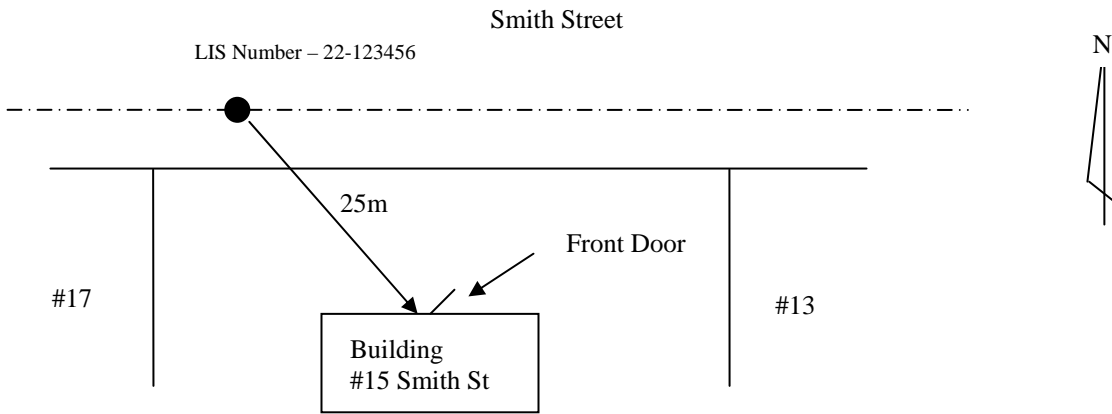 Smith Street
LIS Number – 22-123456
N
25m
Front Door
#17
#13
Building
#15 Smith St